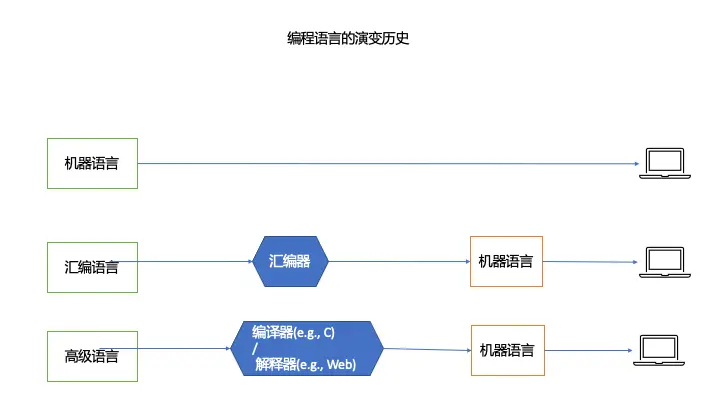 编程语言的演变历史
机器语言
汇编语言
汇编器
机器语言
高级语言
编译器(e.g., C)
/
解释器(e.g., Web)
机器语言